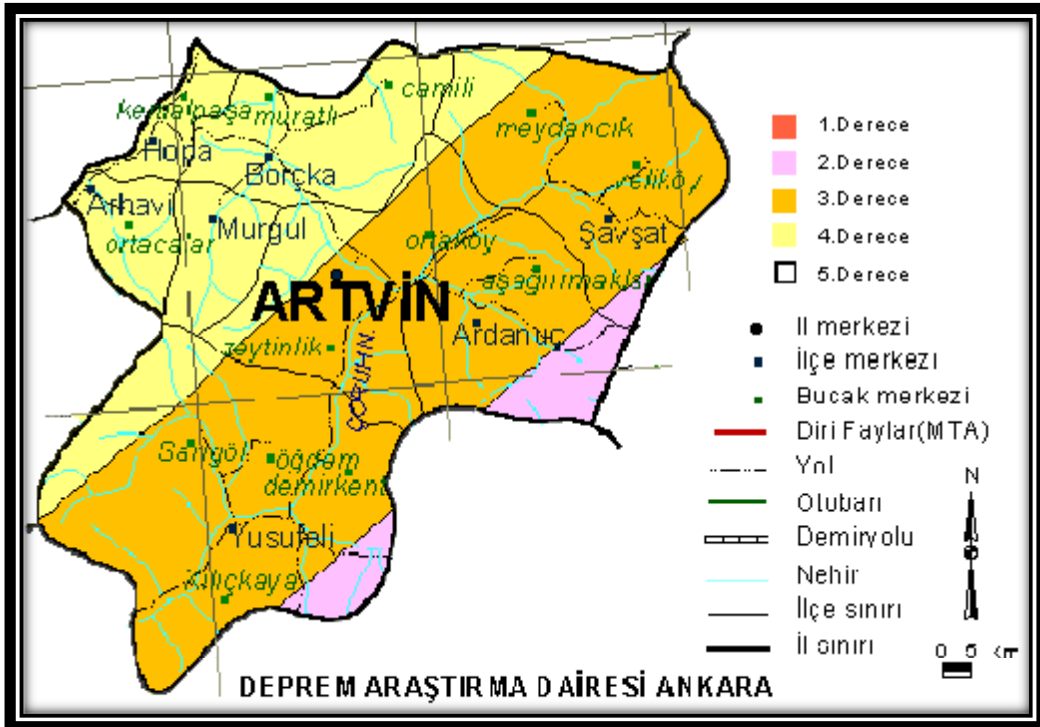 camili
kemalpaşa
muratlı
meydancık
Hopa
Borçka
veliköy
Arhavi
Murgul
ortacalar
ortaköy
Şavşat
ARTVİN
aşağıırmaklar
Ardanuç
zeytinlik
ÇORUH N.
Sarıgöl
öğdem
demirkent
Yusufeli
Kılıçkaya
DEPREM ARAŞTIRMA DAİRESİ ANKARA
1.Derece
2.Derece
3.Derece
4.Derece
5.Derece
İl merkezi
İlçe merkezi
Bucak merkezi
Diri Faylar(MTA)
Yol
Otoban
Demiryolu
Nehir
İlçe sınırı
İl sınırı
N
0 5 Km